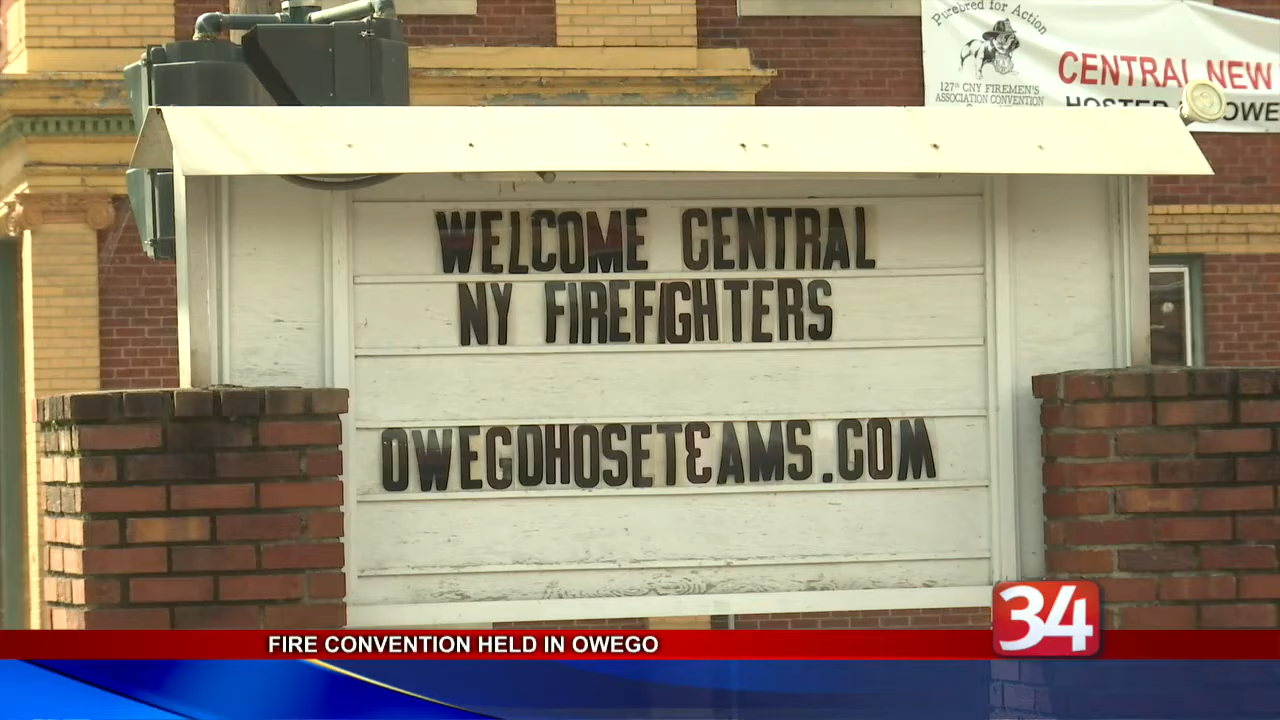 Purebred for Action
127th CNY FIREMEN'S
ASSOCIATION CONVENTION
CENTRAL NEW
WELCOME CENTRAL
NY FIREFIGHTERS
OWEGOHOSETEAMS.COM
34
FIRE CONVENTION HELD IN OWEGO